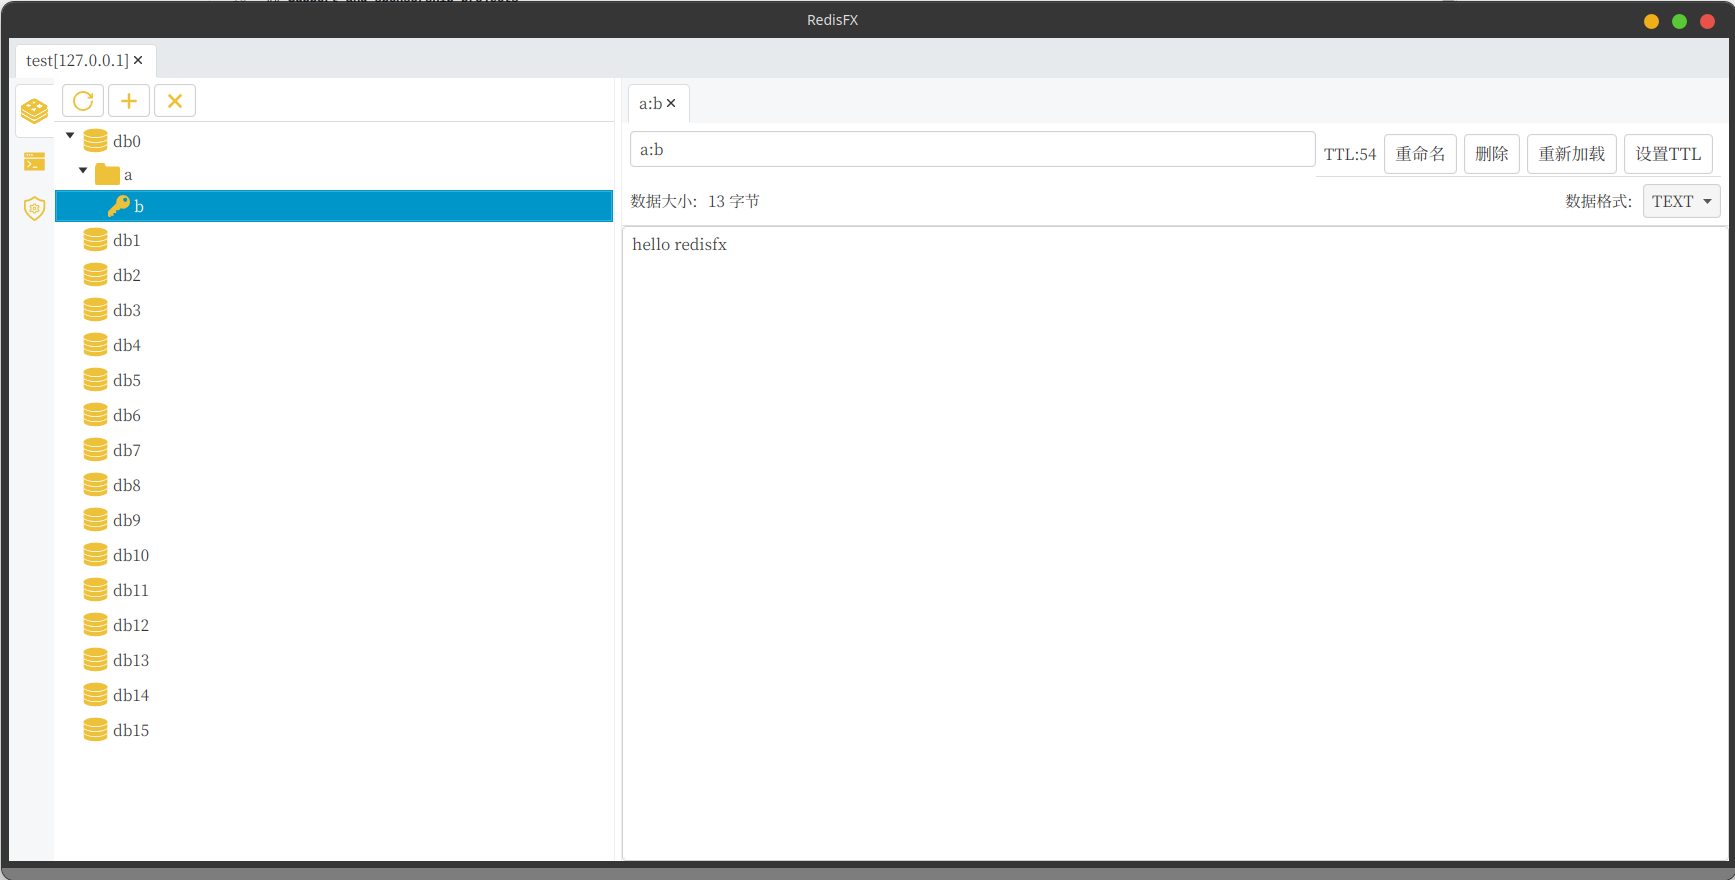 RedisFX
test[127.0.0.1]
a:b
a:b
TTL:54 重命名 删除 重新加载 设置TTL
数据大小: 13 字节 数据格式: TEXT
hello redisfx
db0
a
b
db1
db2
db3
db4
db5
db6
db7
db8
db9
db10
db11
db12
db13
db14
db15